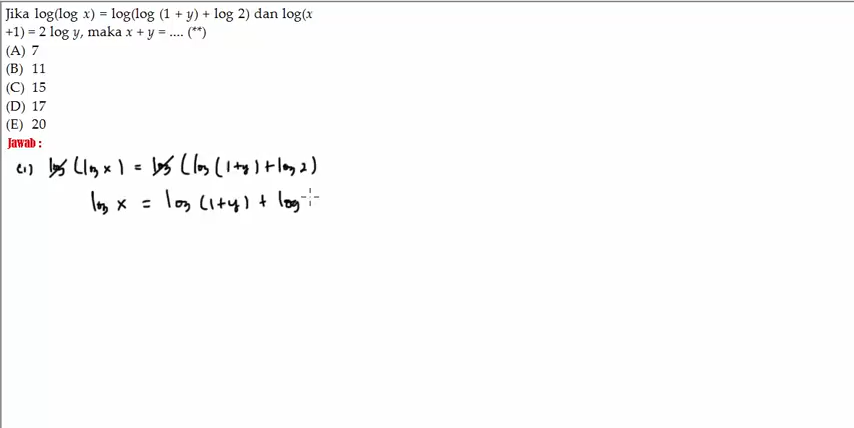 Jika log(log x) = log(log (1 + y) + log 2) dan log(x
+1) = 2 log y, maka x + y = .... (**)
(A) 7
(B) 11
(C) 15
(D) 17
(E) 20
Jawab :
(1) log (log x) = log (log (1+y) + log 2)
log x = log (1+y) + log